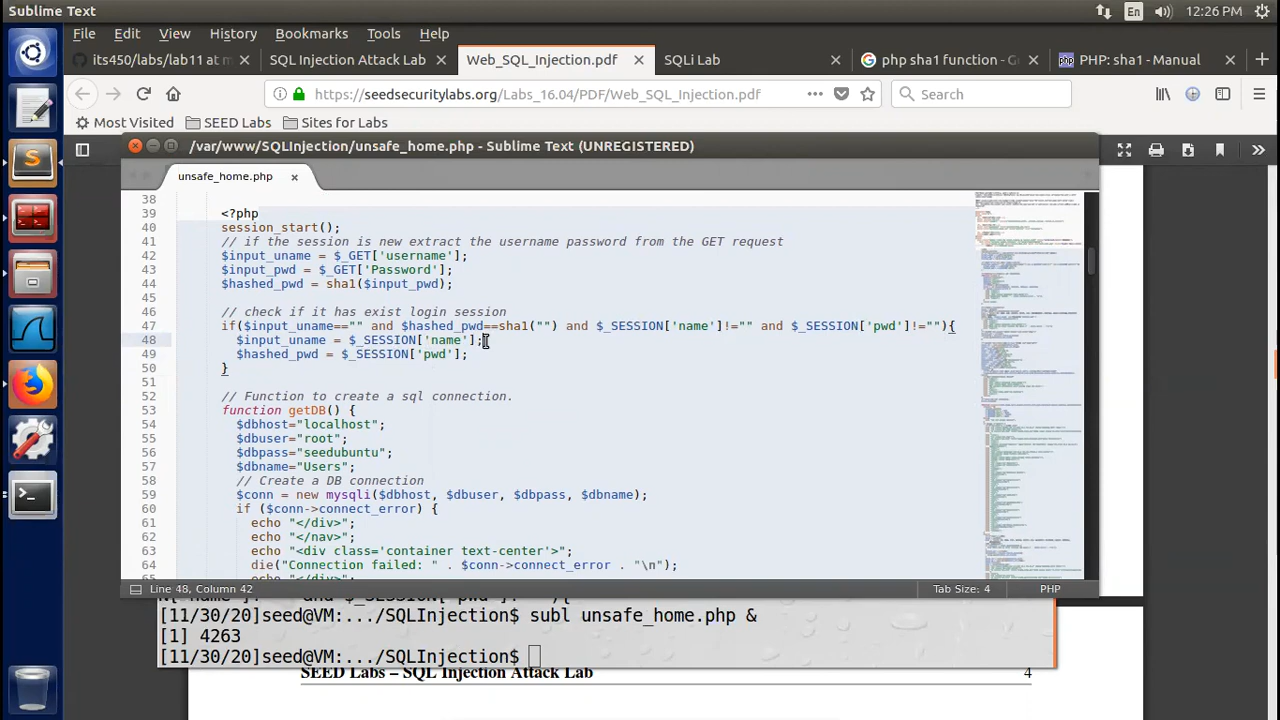 Sublime Text
En
12:26 PM
File Edit View History Bookmarks Tools Help
its450/labs/lab11 at m
SQL Injection Attack Lab
Web_SQL_Injection.pdf
SQLi Lab
php sha1 function - G
PHP: sha1 - Manual
https://seedsecuritylabs.org/Labs_16.04/PDF/Web_SQL_Injection.pdf
Search
Most Visited SEED Labs Sites for Labs
/var/www/SQLInjection/unsafe_home.php - Sublime Text (UNREGISTERED)
unsafe_home.php
38
39 <?php
40
41 // if the session is new extract the username password from the GET request
42 $input_uname = $_GET['username'];
43 $input_pwd = $_GET['Password'];
44 $hashed_pwd = sha1($input_pwd);
45
46 // check if it has exist login session
47 if($input_uname=="" and $hashed_pwd==sha1("") and $_SESSION['name']!="" and $_SESSION['pwd']!=""){
48 $input_uname = $_SESSION['name'];
49 $hashed_pwd = $_SESSION['pwd'];
50 }
51
52 // Function to create a sql connection.
53 function getDB() {
54 $dbhost="localhost";
55 $dbuser="root";
56 $dbpass="seedubuntu";
57 $dbname="Users";
58 // Create a DB connection
59 $conn = new mysqli($dbhost, $dbuser, $dbpass, $dbname);
60 if ($conn->connect_error) {
61 echo "</div>";
62 echo "</nav>";
63 echo "<div class='container text-center'>";
64 die("Connection failed: " . $conn->connect_error . "\n");
65 echo "</div>";
Line 48, Column 42
Tab Size: 4
PHP
[11/30/20]seed@VM:.../SQLInjection$ subl unsafe_home.php &
[1] 4263
[11/30/20]seed@VM:.../SQLInjection$
SEED Labs – SQL Injection Attack Lab
4